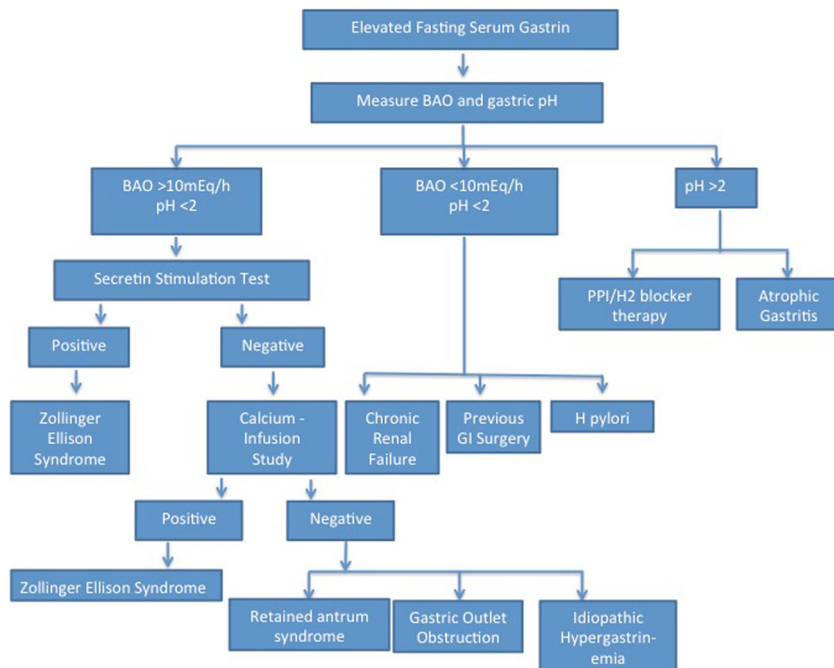 Elevated Fasting Serum Gastrin
Measure BAO and gastric pH
BAO >10mEq/h
pH <2
BAO <10mEq/h
pH <2
pH >2
Secretin Stimulation Test
PPI/H2 blocker
therapy
Atrophic
Gastritis
Positive
Negative
Zollinger
Ellison
Syndrome
Calcium -
Infusion
Study
Chronic
Renal
Failure
Previous
GI Surgery
H pylori
Positive
Negative
Zollinger Ellison Syndrome
Retained antrum
syndrome
Gastric Outlet
Obstruction
Idiopathic
Hypergastrin-
emia